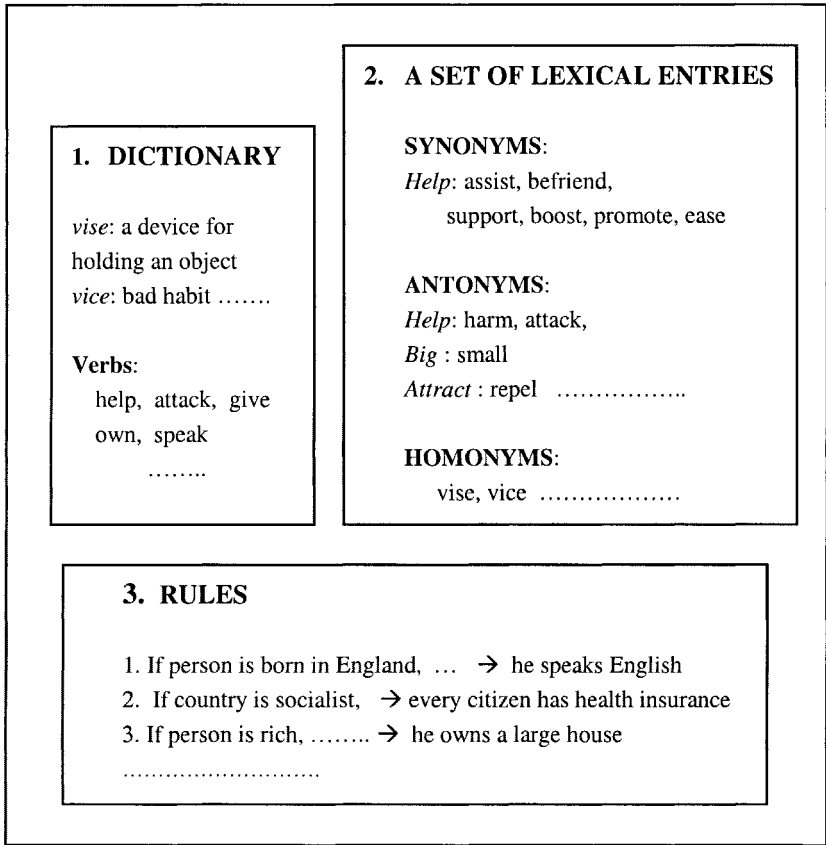 1. DICTIONARY
vise: a device for
holding an object
vice: bad habit .......
Verbs:
help, attack, give
own, speak
........
2. A SET OF LEXICAL ENTRIES
SYNONYMS:
Help: assist, befriend,
support, boost, promote, ease
ANTONYMS:
Help: harm, attack,
Big : small
Attract : repel .................
HOMONYMS:
vise, vice ..................
3. RULES
1. If person is born in England, ... → he speaks English
2. If country is socialist, → every citizen has health insurance
3. If person is rich, ........ → he owns a large house
...........................